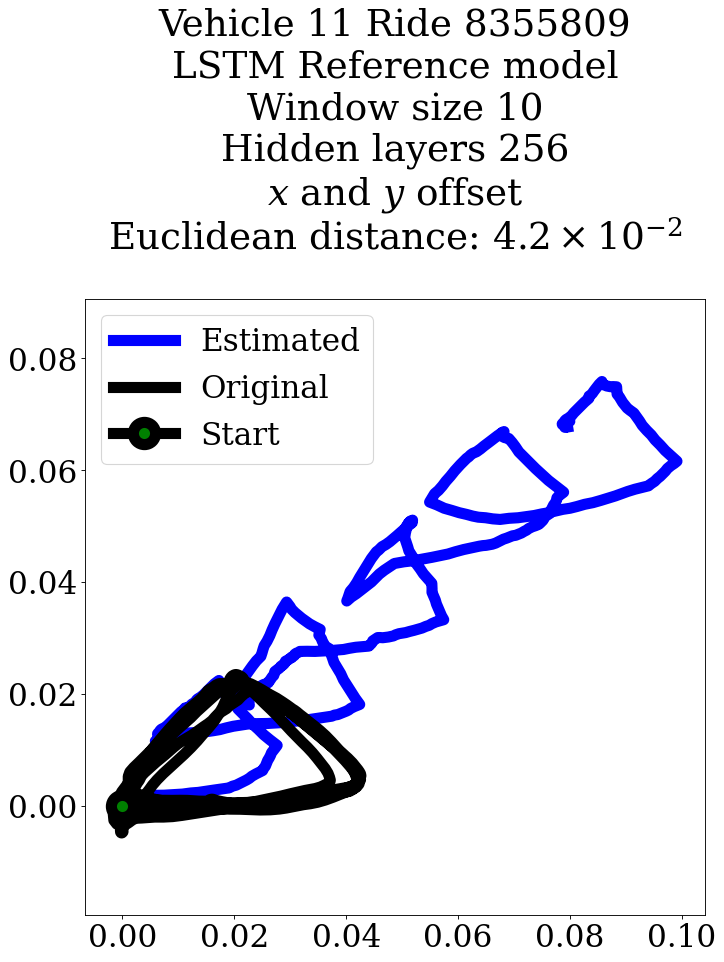 Vehicle 11 Ride 8355809
LSTM Reference model
Window size 10
Hidden layers 256
x and y offset
Euclidean distance: 4.2 × 10⁻²
Estimated
Original
Start
0.08
0.06
0.04
0.02
0.00
0.00 0.02 0.04 0.06 0.08 0.10